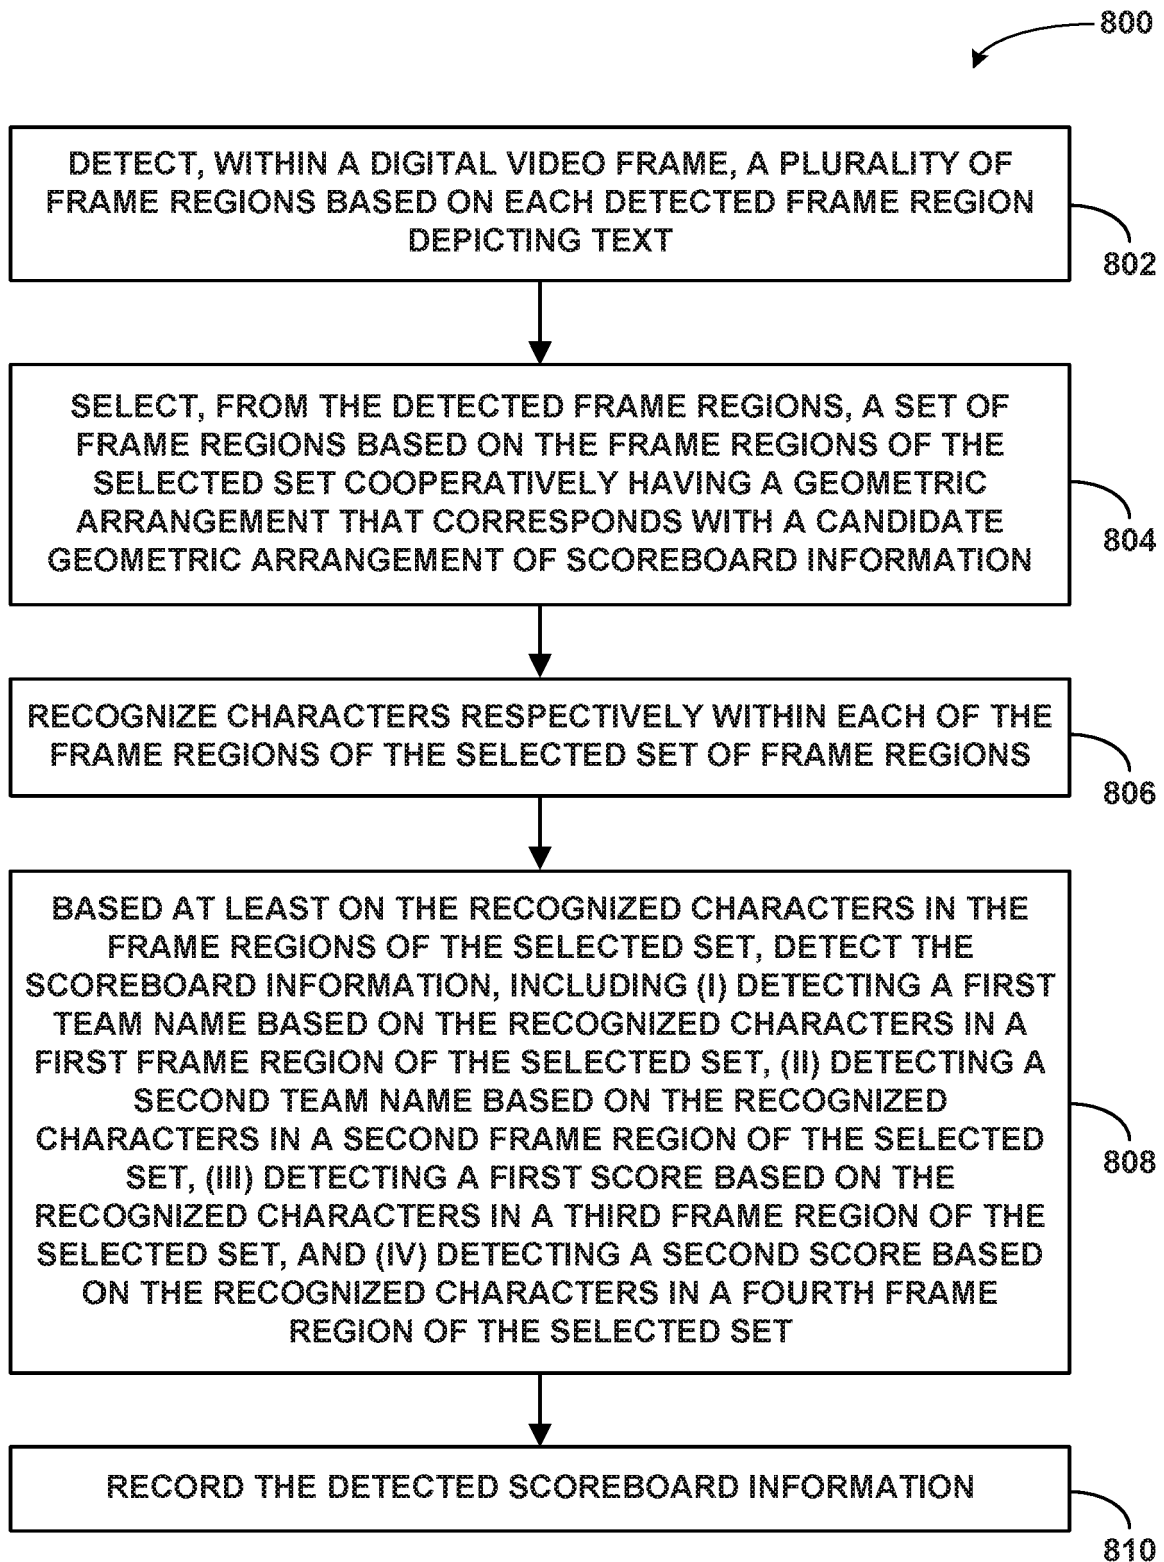 800
DETECT, WITHIN A DIGITAL VIDEO FRAME, A PLURALITY OF
FRAME REGIONS BASED ON EACH DETECTED FRAME REGION
DEPICTING TEXT
802
SELECT, FROM THE DETECTED FRAME REGIONS, A SET OF
FRAME REGIONS BASED ON THE FRAME REGIONS OF THE
SELECTED SET COOPERATIVELY HAVING A GEOMETRIC
ARRANGEMENT THAT CORRESPONDS WITH A CANDIDATE
GEOMETRIC ARRANGEMENT OF SCOREBOARD INFORMATION
804
RECOGNIZE CHARACTERS RESPECTIVELY WITHIN EACH OF THE
FRAME REGIONS OF THE SELECTED SET OF FRAME REGIONS
806
BASED AT LEAST ON THE RECOGNIZED CHARACTERS IN THE
FRAME REGIONS OF THE SELECTED SET, DETECT THE
SCOREBOARD INFORMATION, INCLUDING (I) DETECTING A FIRST
TEAM NAME BASED ON THE RECOGNIZED CHARACTERS IN A
FIRST FRAME REGION OF THE SELECTED SET, (II) DETECTING A
SECOND TEAM NAME BASED ON THE RECOGNIZED
CHARACTERS IN A SECOND FRAME REGION OF THE SELECTED
SET, (III) DETECTING A FIRST SCORE BASED ON THE
RECOGNIZED CHARACTERS IN A THIRD FRAME REGION OF THE
SELECTED SET, AND (IV) DETECTING A SECOND SCORE BASED
ON THE RECOGNIZED CHARACTERS IN A FOURTH FRAME
REGION OF THE SELECTED SET
808
RECORD THE DETECTED SCOREBOARD INFORMATION
810